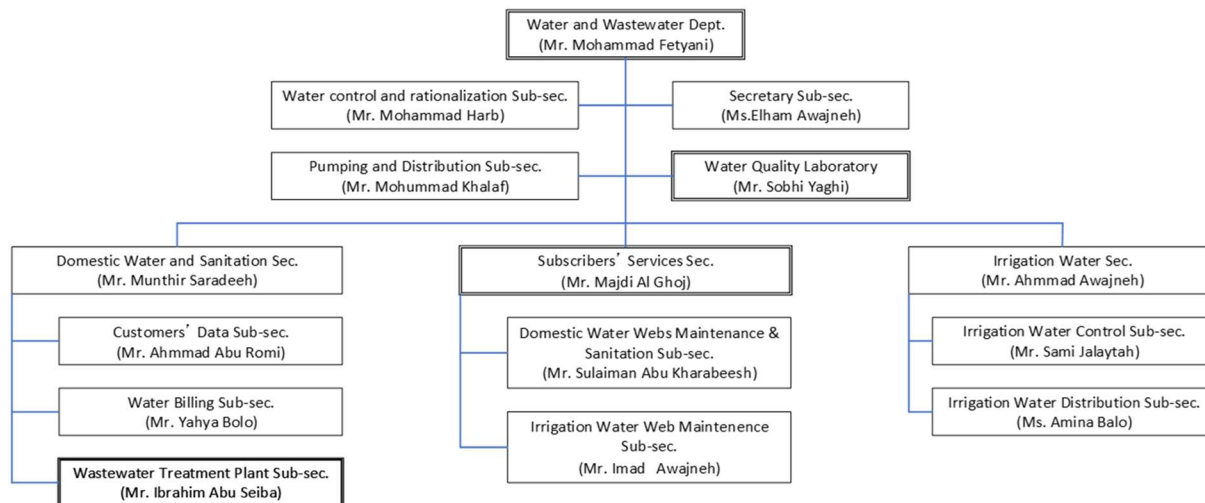 Water and Wastewater Dept.
(Mr. Mohammad Fetyani)
Water control and rationalization Sub-sec.
(Mr. Mohammad Harb)
Secretary Sub-sec.
(Ms.Elham Awajneh)
Pumping and Distribution Sub-sec.
(Mr. Mohummad Khalaf)
Water Quality Laboratory
(Mr. Sobhi Yaghi)
Domestic Water and Sanitation Sec.
(Mr. Munthir Saradeeh)
Customers’ Data Sub-sec.
(Mr. Ahmmad Abu Romi)
Water Billing Sub-sec.
(Mr. Yahya Bolo)
Wastewater Treatment Plant Sub-sec.
(Mr. Ibrahim Abu Seiba)
Subscribers’ Services Sec.
(Mr. Majdi Al Ghoj)
Domestic Water Webs Maintenance &
Sanitation Sub-sec.
(Mr. Sulaiman Abu Kharabeesh)
Irrigation Water Web Maintenence
Sub-sec.
(Mr. Imad Awajneh)
Irrigation Water Sec.
(Mr. Ahmmad Awajneh)
Irrigation Water Control Sub-sec.
(Mr. Sami Jalaytah)
Irrigation Water Distribution Sub-sec.
(Ms. Amina Balo)